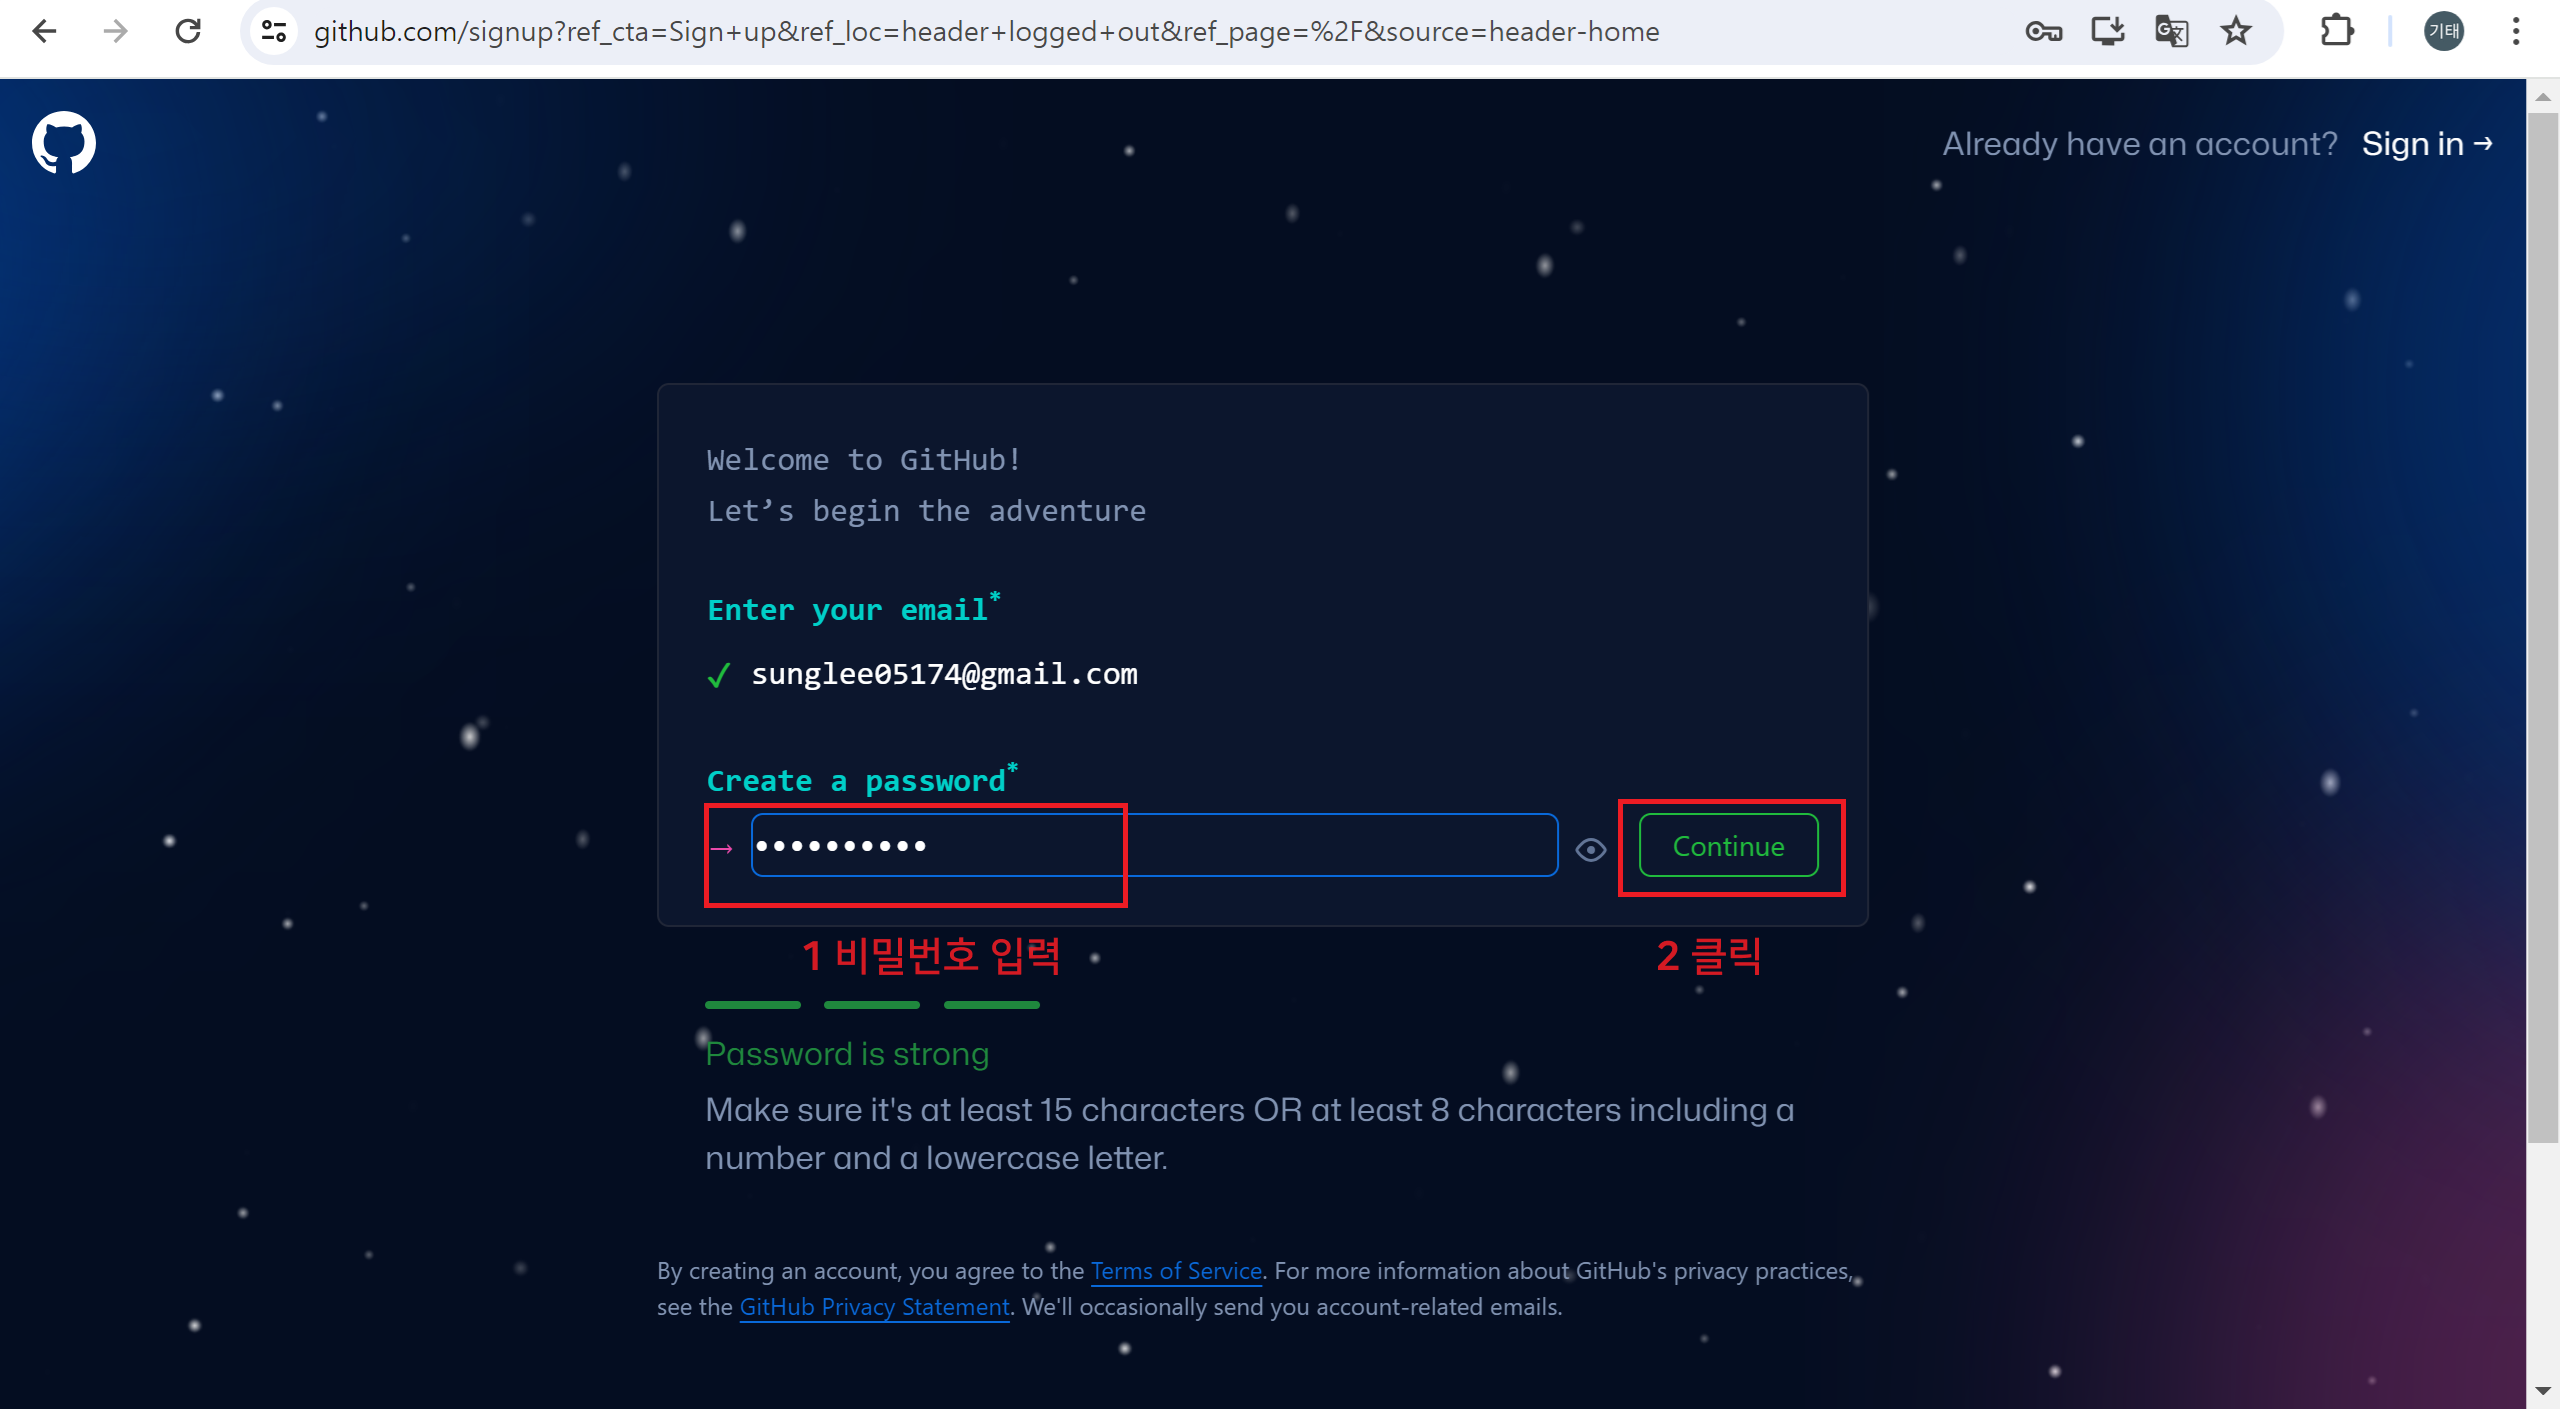 github.com/signup?ref_cta=Sign+up&ref_loc=header+logged+out&ref_page=%2F&source=header-home
기태
Already have an account? Sign in →
Welcome to GitHub!
Let’s begin the adventure
Enter your email*
✓ sunglee05174@gmail.com
Create a password*
→ ●●●●●●●●●● Continue
1 비밀번호 입력 2 클릭
Password is strong
Make sure it's at least 15 characters OR at least 8 characters including a
number and a lowercase letter.
By creating an account, you agree to the Terms of Service. For more information about GitHub's privacy practices,
see the GitHub Privacy Statement. We'll occasionally send you account-related emails.